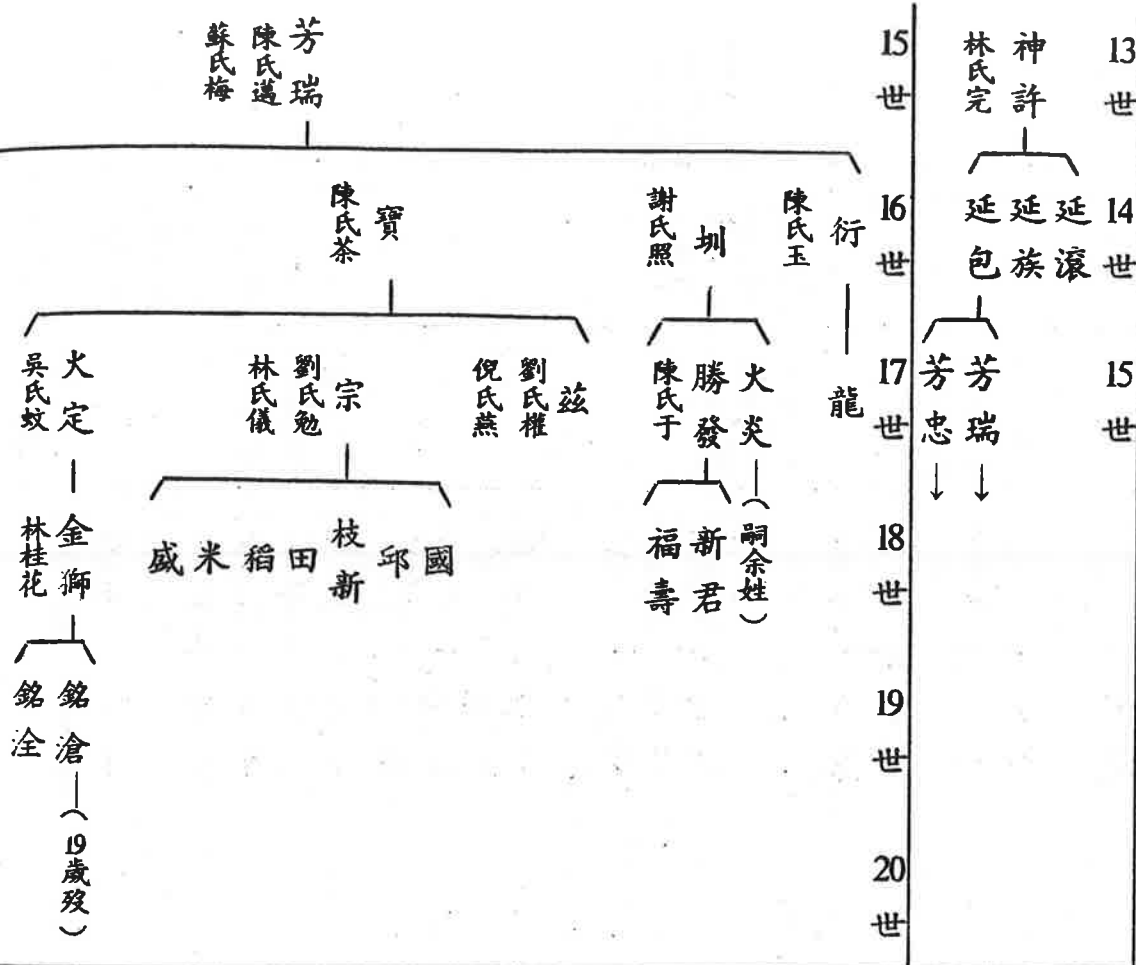 13世
神許
林氏完
14世
延滾
延族
延包
15世
芳瑞
芳忠
15世
芳瑞
陳氏邁
蘇氏梅
16世
衍
陳氏玉
圳
謝氏照
寶
陳氏茶
17世
龍
火炎
勝發
陳氏于
茲
劉氏權
倪氏燕
宗
劉氏勉
林氏儀
火定
吳氏蚊
18世
(嗣余姓)
新君
福壽
國
邱
枝新
田
稻
米
盛
金獅
林桂花
19世
銘滄
銘洤
20世
(19歲歿)